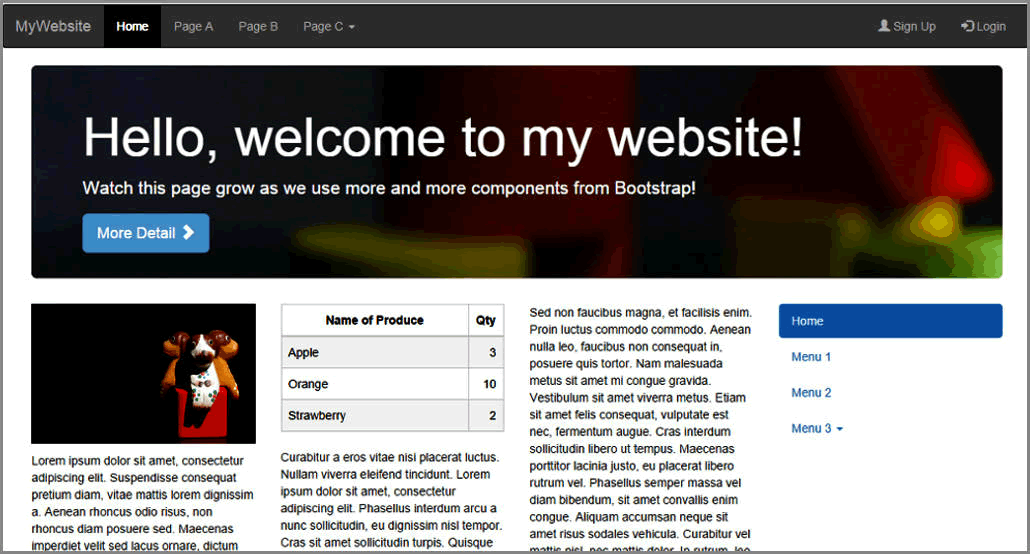 MyWebsite Home Page A Page B Page C Sign Up Login
Hello, welcome to my website!
Watch this page grow as we use more and more components from Bootstrap!
More Detail
Lorem ipsum dolor sit amet, consectetur
adipiscing elit. Suspendisse consequat
pretium diam, vitae mattis lorem dignissim
a. Aenean rhoncus odio risus, non
rhoncus diam posuere sed. Maecenas
imperdiet velit sed lacus ornare, dictum
Name of Produce Qty
Apple 3
Orange 10
Strawberry 2
Curabitur a eros vitae nisi placerat luctus.
Nullam viverra eleifend tincidunt. Lorem
ipsum dolor sit amet, consectetur
adipiscing elit. Phasellus interdum arcu a
nunc sollicitudin, eu dignissim nisl tempor.
Cras sit amet sollicitudin turpis. Quisque
Sed non faucibus magna, et facilisis enim.
Proin luctus commodo commodo. Aenean
nulla leo, faucibus non consequat in,
posuere quis tortor. Nam malesuada
metus sit amet mi congue gravida.
Vestibulum sit amet viverra metus. Etiam
sit amet felis consequat, vulputate est
nec, fermentum augue. Cras interdum
sollicitudin libero ut tempus. Maecenas
porttitor lacinia justo, eu placerat libero
rutrum vel. Phasellus semper massa vel
diam bibendum, sit amet convallis enim
congue. Aliquam accumsan neque sit
amet risus sodales vehicula. Curabitur vel
mattis nisl, nec mattis dolor. In rutrum, leo
Home
Menu 1
Menu 2
Menu 3